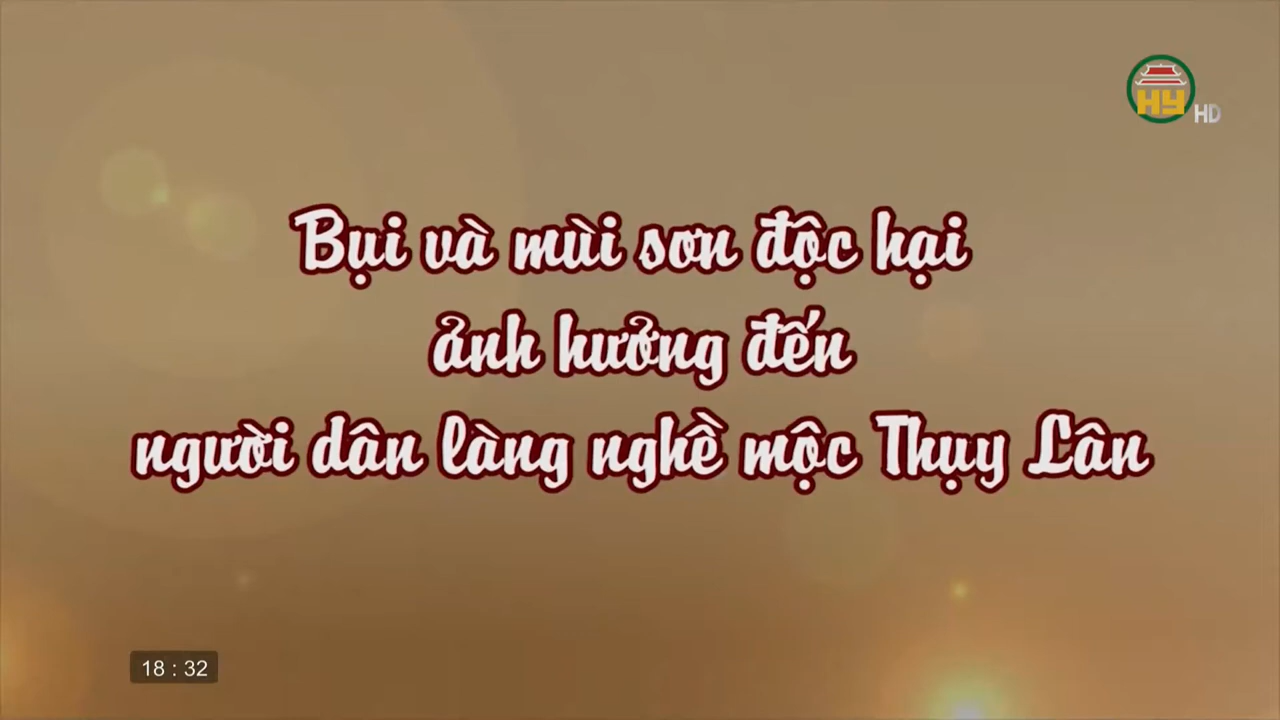 HY HD
Bụi và mùi sơn độc hại
ảnh hưởng đến
người dân làng nghề mộc Thụy Lân
18 : 32